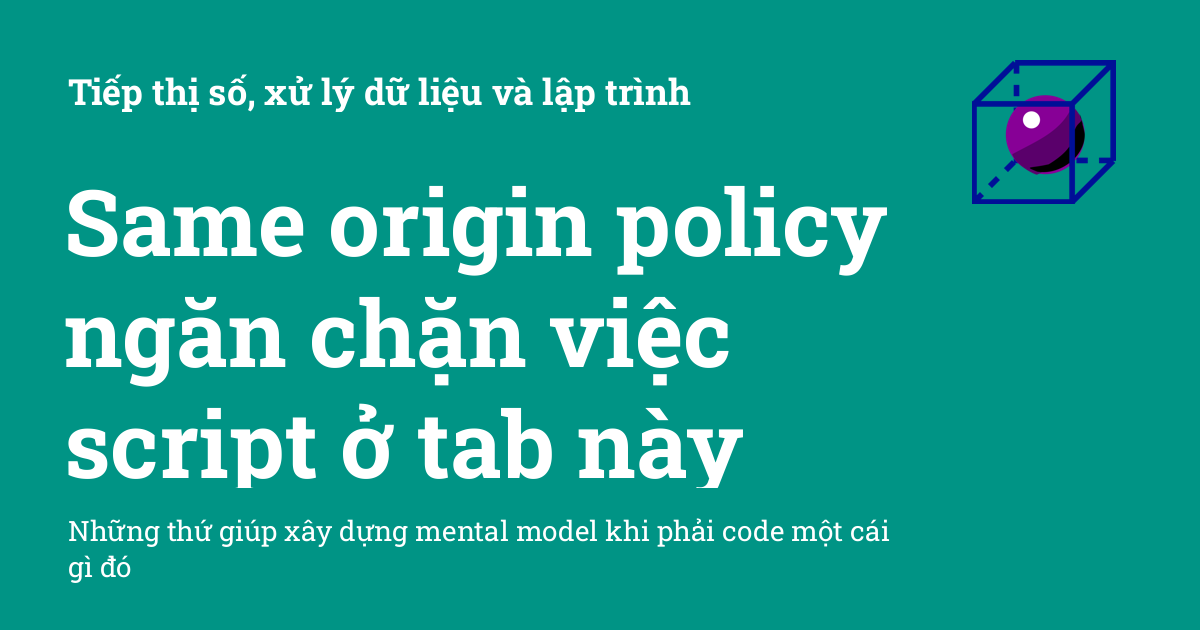 Tiếp thị số, xử lý dữ liệu và lập trình
Same origin policy
ngăn chặn việc
script ở tab này
Những thứ giúp xây dựng mental model khi phải code một cái
gì đó